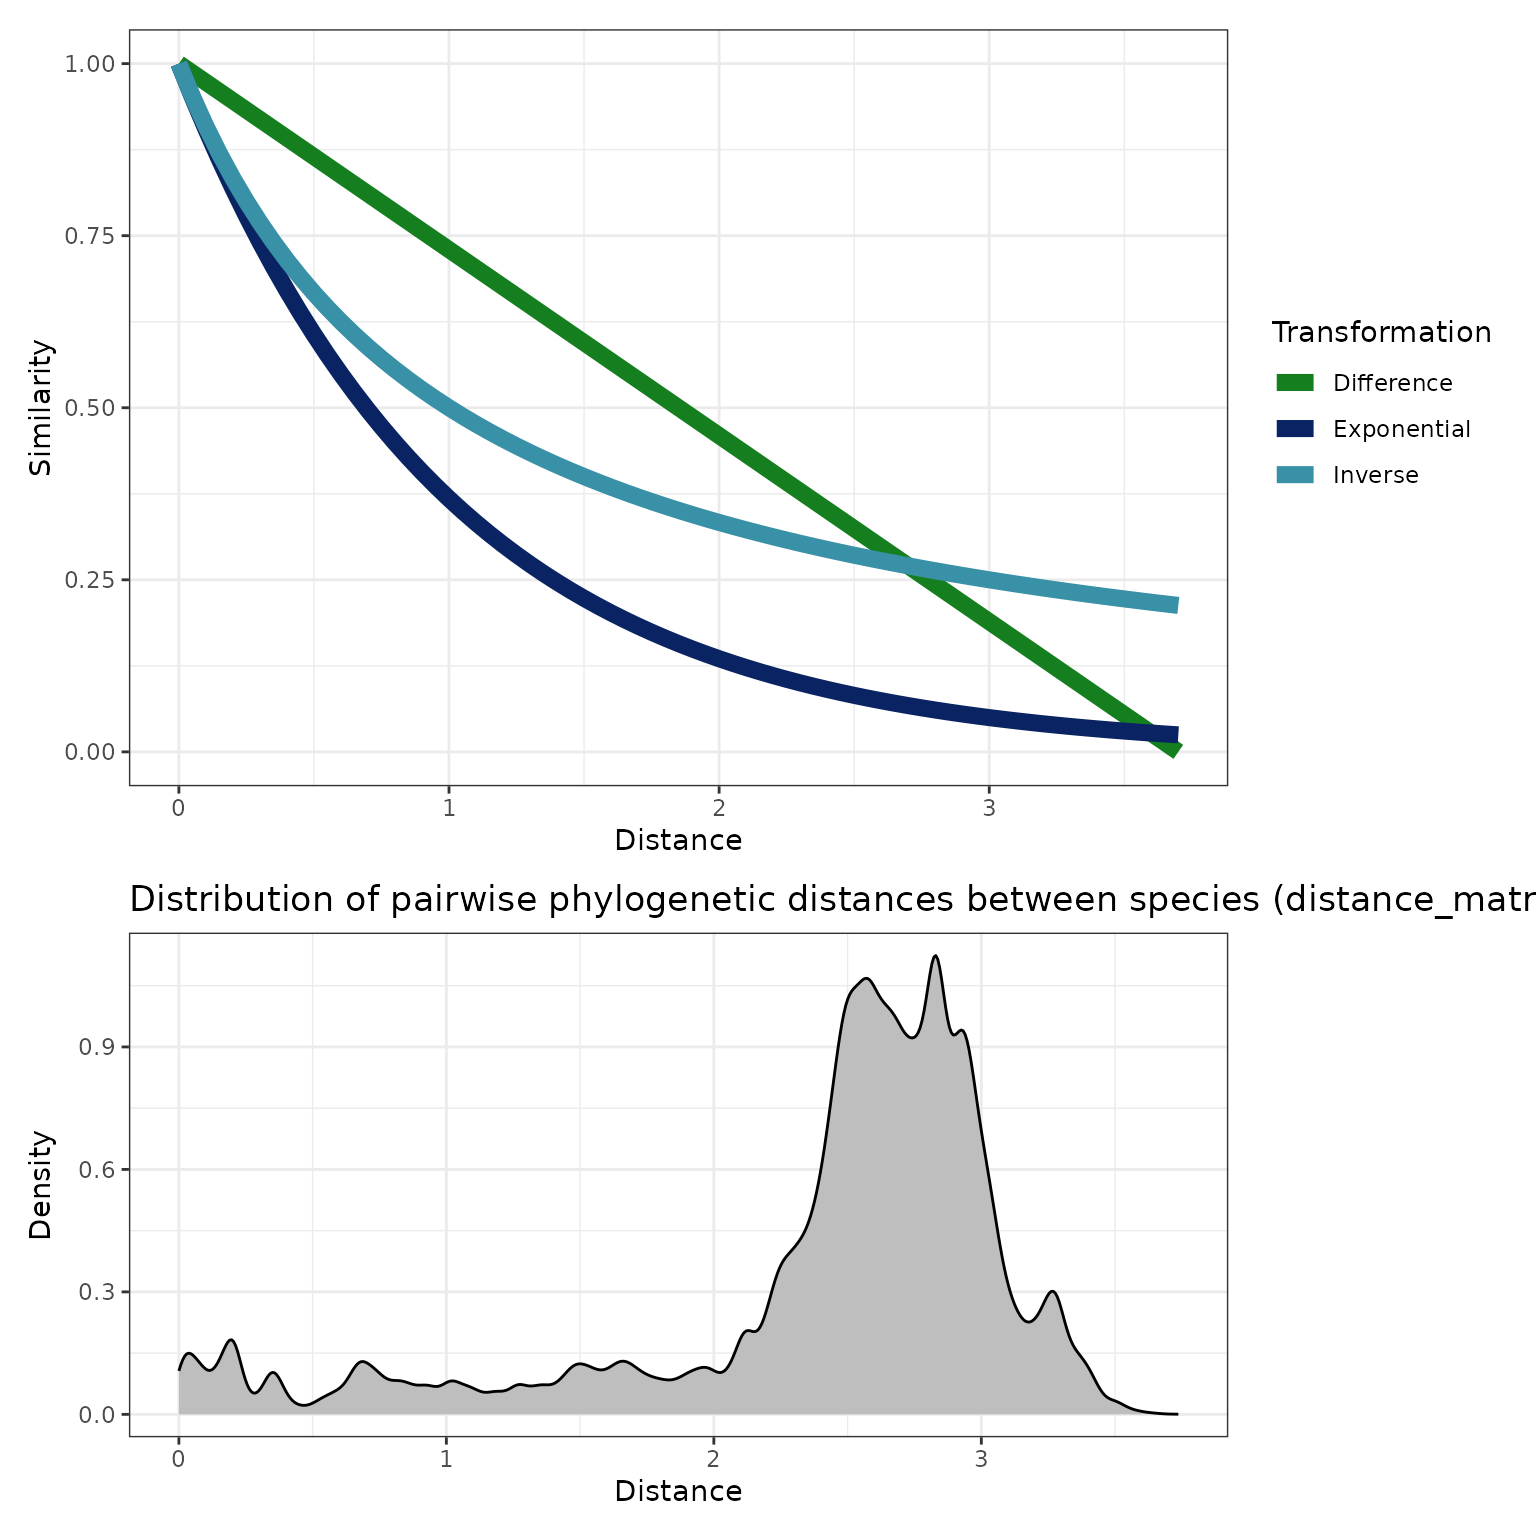 1.00
0.75
0.50
0.25
0.00
Similarity
0 1 2 3
Distance
Transformation
Difference
Exponential
Inverse
Distribution of pairwise phylogenetic distances between species (distance_matr
0.9
0.6
0.3
0.0
Density
0 1 2 3
Distance